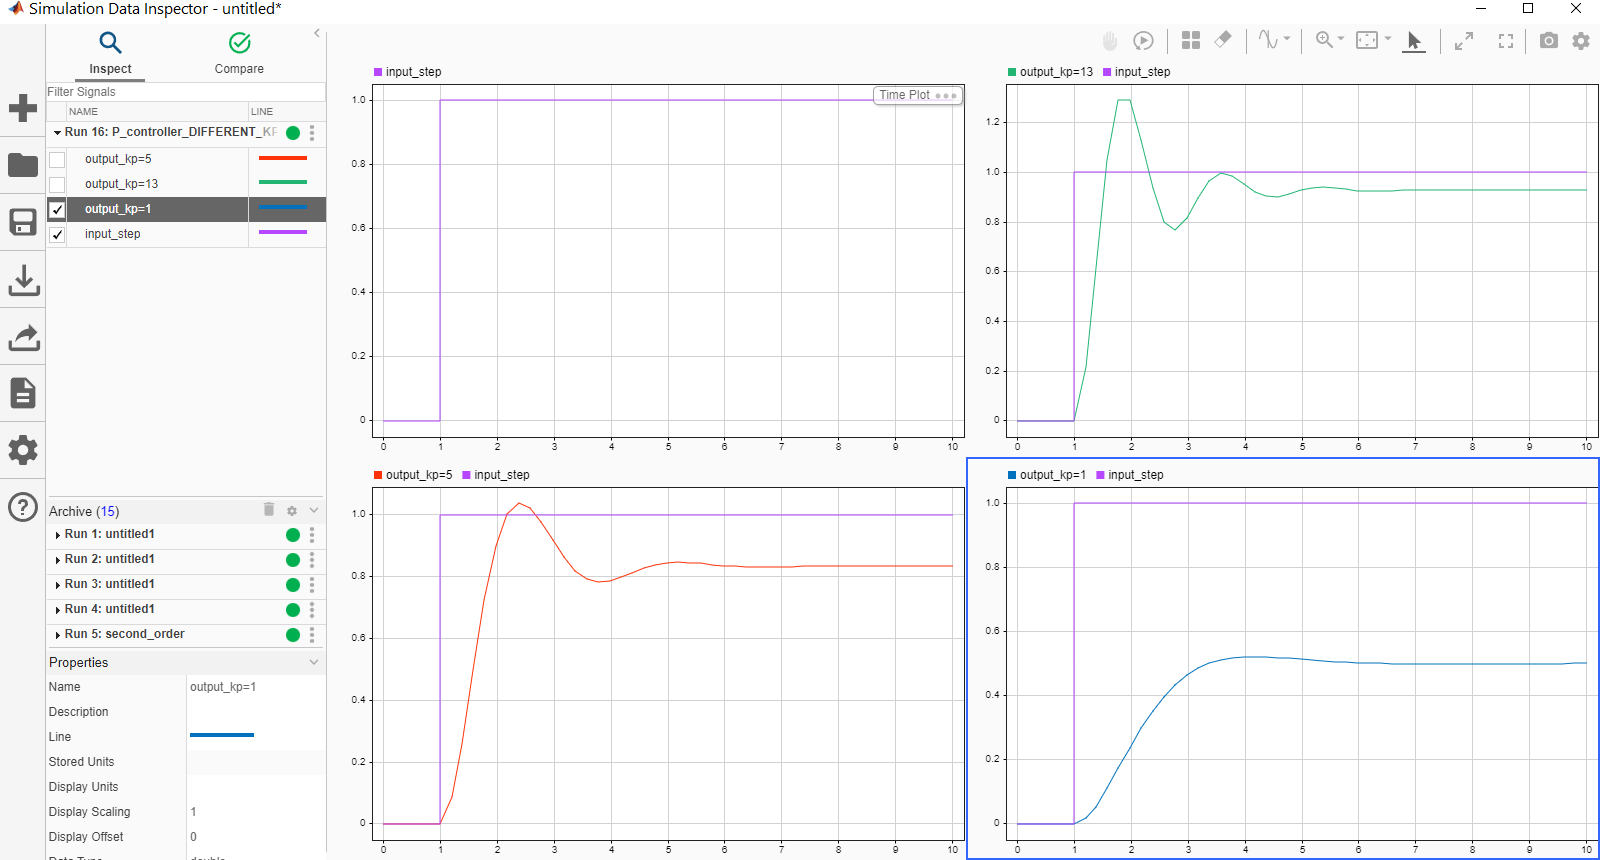 Simulation Data Inspector - untitled*
Inspect
Compare
Filter Signals
NAME LINE
Run 16: P_controller_DIFFERENT_KP
output_kp=5
output_kp=13
output_kp=1
input_step
Archive (15)
Run 1: untitled1
Run 2: untitled1
Run 3: untitled1
Run 4: untitled1
Run 5: second_order
Properties
Name output_kp=1
Description
Line
Stored Units
Display Units
Display Scaling 1
Display Offset 0
input_step
Time Plot
1.0
0.8
0.6
0.4
0.2
0
0 1 2 3 4 5 6 7 8 9 10
output_kp=13 input_step
1.2
1.0
0.8
0.6
0.4
0.2
0
0 1 2 3 4 5 6 7 8 9 10
output_kp=5 input_step
1.0
0.8
0.6
0.4
0.2
0
0 1 2 3 4 5 6 7 8 9 10
output_kp=1 input_step
1.0
0.8
0.6
0.4
0.2
0
0 1 2 3 4 5 6 7 8 9 10